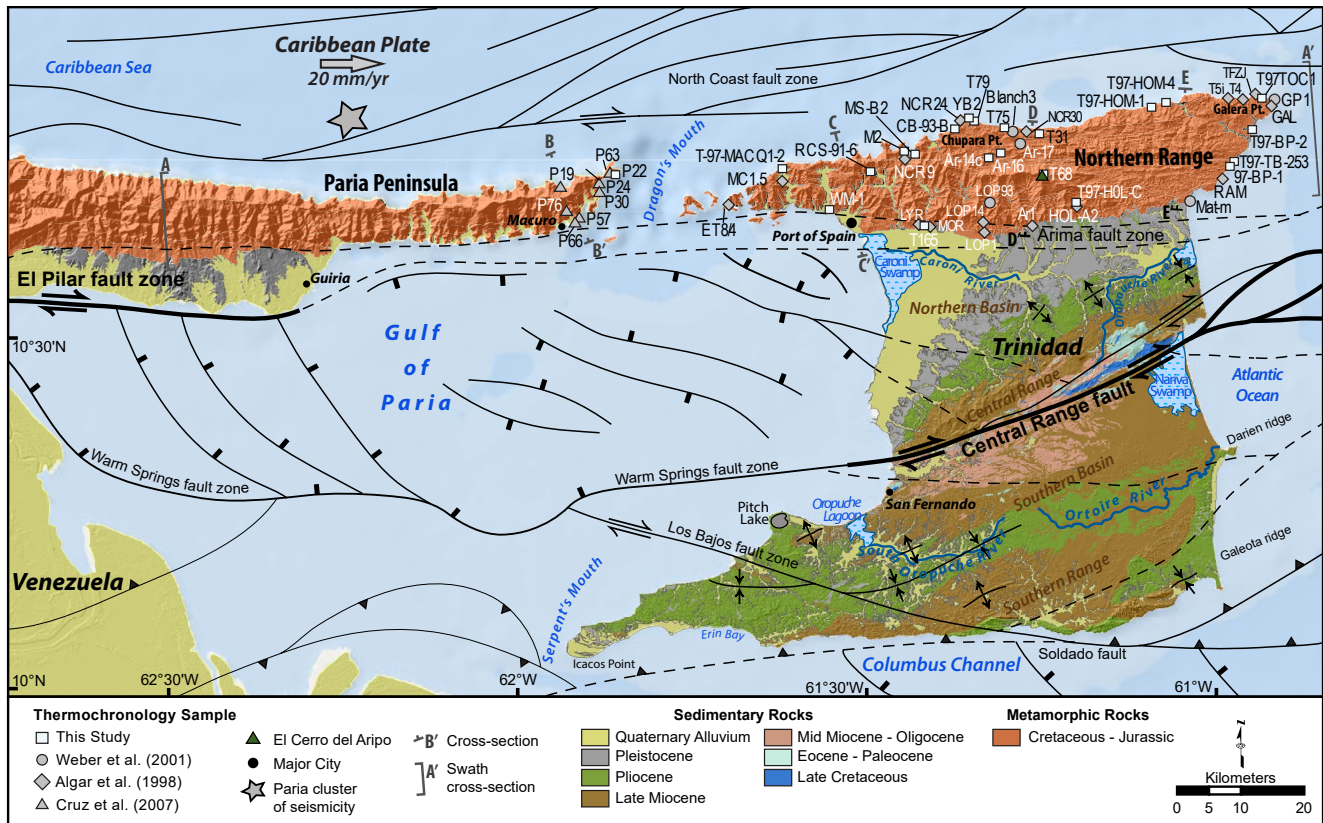 Caribbean Plate
20 mm/yr
Caribbean Sea
North Coast fault zone
A'
E
T97-HOM-4
T97-HOM-1
TFZJ
T5i
T4
T97TOC1
Galera Pt.
GP1
GAL
T97-BP-2
T97-TB-253
97-BP-1
RAM
Mat-m
E'
T79
Blanch3
NCR24
YB2
T75
D
NCR30
MS-B2
CB-93-B
Chupara Pt.
T31
C
M2
RCS-91-6
NCR9
Ar-14c
Ar-16
Ar-17
Northern Range
T68
T-97-MACQ1-2
MC1.5
WM-1
LOP93
T97-H0L-C
ET84
LYR
MOR
LOP14
Ar1
HOL-A2
T165
LOP1
D'
Arima fault zone
Port of Spain
C'
Dragon's Mouth
B
P63
P19
P22
P24
P30
P76
P57
Macuro
P66
B'
Paria Peninsula
A
El Pilar fault zone
Guiria
Caroni
Swamp
Caroni
River
Northern Basin
Oropuche River
Trinidad
Central Range
Nariva
Swamp
Atlantic
Ocean
Gulf
of
Paria
10°30'N
Central Range fault
Darien ridge
Warm Springs fault zone
Warm Springs fault zone
Southern Basin
San Fernando
Oropuche
Lagoon
Pitch
Lake
Ortoire River
South Oropuche River
Los Bajos fault zone
Galeota ridge
Southern Range
Venezuela
Serpent's Mouth
Erin Bay
Icacos Point
Soldado fault
Columbus Channel
10°N
62°30'W
62°W
61°30'W
61°W
Thermochronology Sample
This Study
Weber et al. (2001)
Algar et al. (1998)
Cruz et al. (2007)
El Cerro del Aripo
Major City
Paria cluster
of seismicity
B'
Cross-section
A'
Swath
cross-section
Sedimentary Rocks
Quaternary Alluvium
Pleistocene
Pliocene
Late Miocene
Mid Miocene - Oligocene
Eocene - Paleocene
Late Cretaceous
Metamorphic Rocks
Cretaceous - Jurassic
Kilometers
0 5 10 20